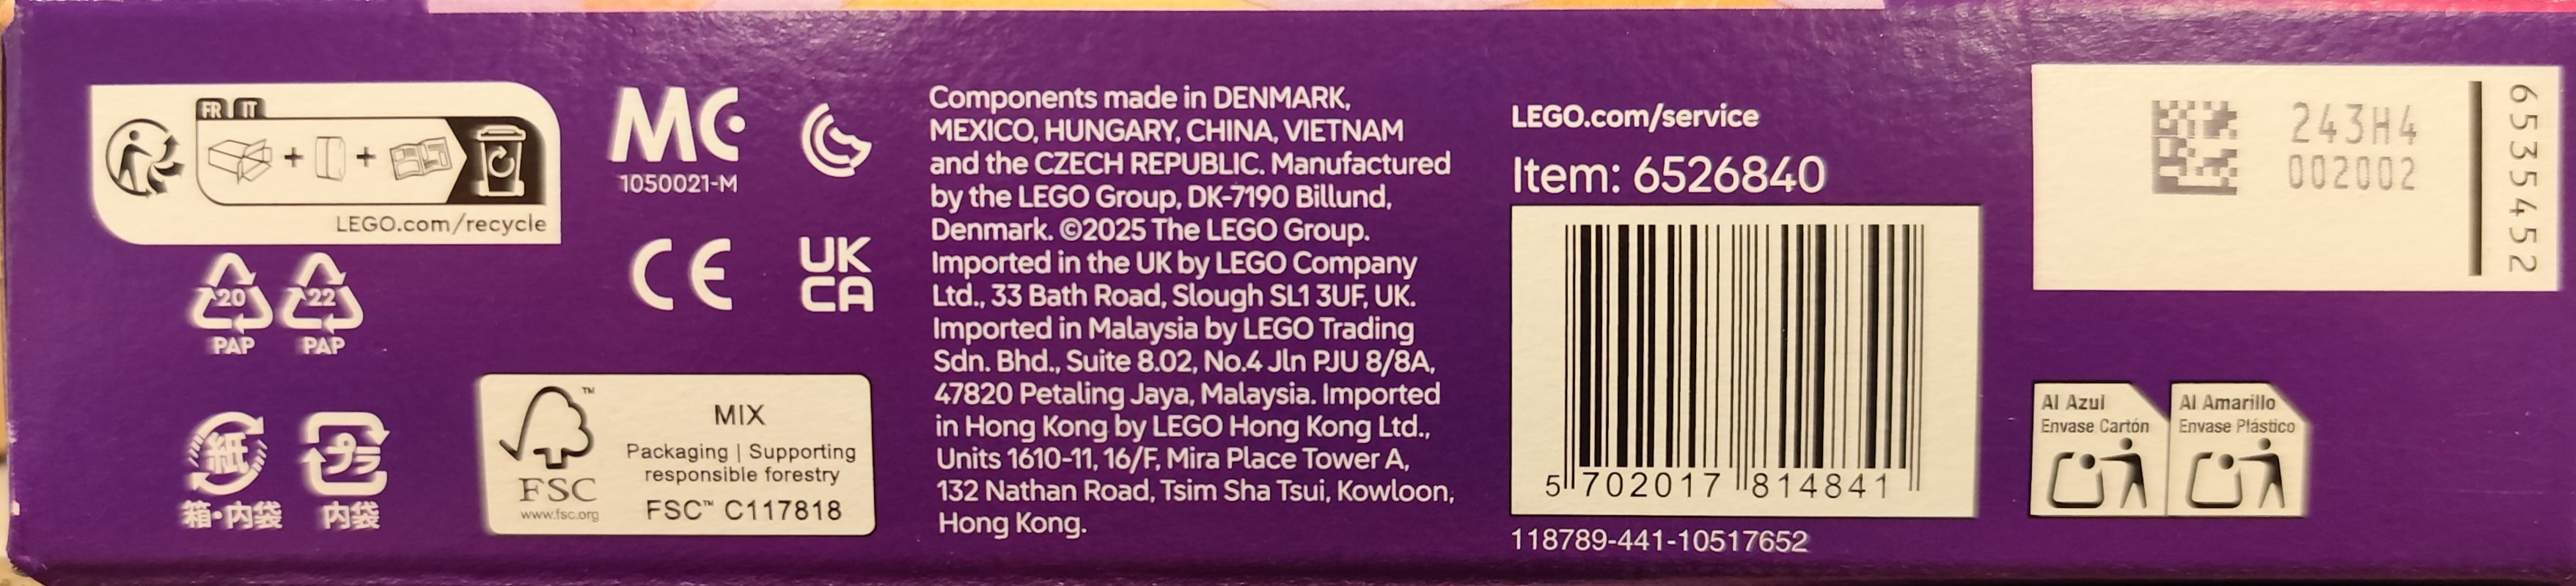 FR IT
LEGO.com/recycle
20
PAP
22
PAP
紙
箱・内袋
プラ
内袋
MC
1050021-M
CE
UK
CA
FSC
™
www.fsc.org
MIX
Packaging | Supporting
responsible forestry
FSC™ C117818
Components made in DENMARK,
MEXICO, HUNGARY, CHINA, VIETNAM
and the CZECH REPUBLIC. Manufactured
by the LEGO Group, DK-7190 Billund,
Denmark. ©2025 The LEGO Group.
Imported in the UK by LEGO Company
Ltd., 33 Bath Road, Slough SL1 3UF, UK.
Imported in Malaysia by LEGO Trading
Sdn. Bhd., Suite 8.02, No.4 Jln PJU 8/8A,
47820 Petaling Jaya, Malaysia. Imported
in Hong Kong by LEGO Hong Kong Ltd.,
Units 1610-11, 16/F, Mira Place Tower A,
132 Nathan Road, Tsim Sha Tsui, Kowloon,
Hong Kong.
LEGO.com/service
Item: 6526840
5 702017 814841
118789-441-10517652
243H4
002002
6535452
Al Azul
Envase Cartón
Al Amarillo
Envase Plástico